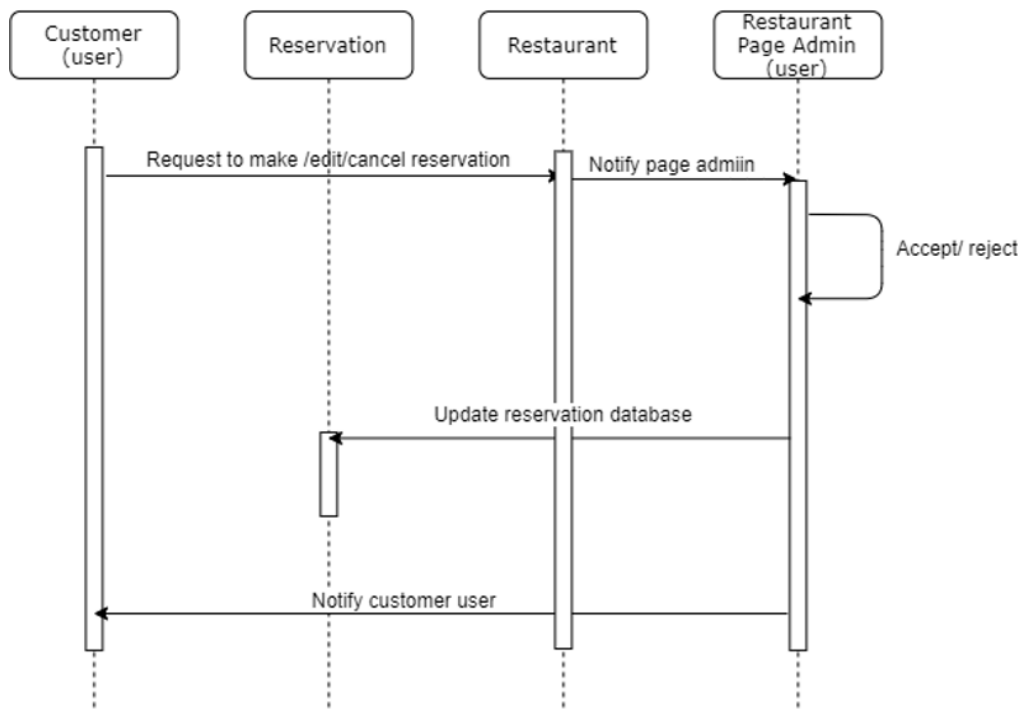 Customer
(user)
Reservation
Restaurant
Restaurant
Page Admin
(user)
Request to make /edit/cancel reservation
Notify page admiin
Accept/ reject
Update reservation database
Notify customer user